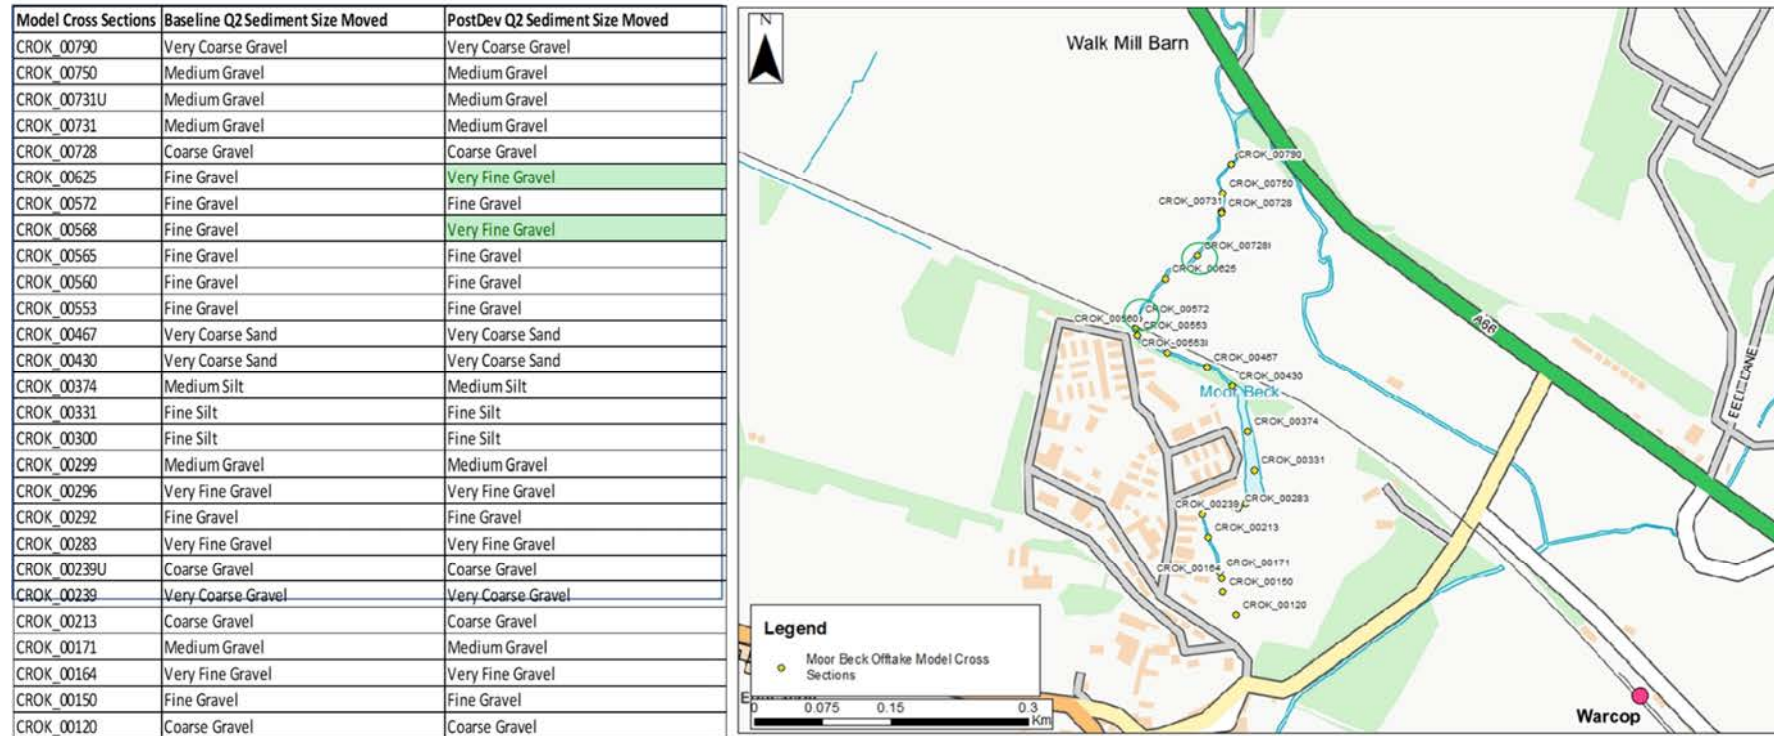 Model Cross Sections Baseline Q2 Sediment Size Moved PostDev Q2 Sediment Size Moved
CROK_00790 Very Coarse Gravel Very Coarse Gravel
CROK_00750 Medium Gravel Medium Gravel
CROK_00731U Medium Gravel Medium Gravel
CROK_00731 Medium Gravel Medium Gravel
CROK_00728 Coarse Gravel Coarse Gravel
CROK_00625 Fine Gravel Very Fine Gravel
CROK_00572 Fine Gravel Fine Gravel
CROK_00568 Fine Gravel Very Fine Gravel
CROK_00565 Fine Gravel Fine Gravel
CROK_00560 Fine Gravel Fine Gravel
CROK_00553 Fine Gravel Fine Gravel
CROK_00467 Very Coarse Sand Very Coarse Sand
CROK_00430 Very Coarse Sand Very Coarse Sand
CROK_00374 Medium Silt Medium Silt
CROK_00331 Fine Silt Fine Silt
CROK_00300 Fine Silt Fine Silt
CROK_00299 Medium Gravel Medium Gravel
CROK_00296 Very Fine Gravel Very Fine Gravel
CROK_00292 Fine Gravel Fine Gravel
CROK_00283 Very Fine Gravel Very Fine Gravel
CROK_00239U Coarse Gravel Coarse Gravel
CROK_00239 Very Coarse Gravel Very Coarse Gravel
CROK_00213 Coarse Gravel Coarse Gravel
CROK_00171 Medium Gravel Medium Gravel
CROK_00164 Very Fine Gravel Very Fine Gravel
CROK_00150 Fine Gravel Fine Gravel
CROK_00120 Coarse Gravel Coarse Gravel
N
Walk Mill Barn
CROK_00790
CROK_00750
CROK_00731 CROK_00728
CROK_00728I
CROK_00625
CROK_00572
CROK_00560
CROK_00553
CROK_00553I
CROK_00467
CROK_00430
Moor Beck
CROK_00374
CROK_00331
CROK_00283
CROK_00239
CROK_00213
CROK_00171
CROK_00164
CROK_00150
CROK_00120
A66
Warcop
Legend
Moor Beck Offtake Model Cross
Sections
0 0.075 0.15 0.3
Km